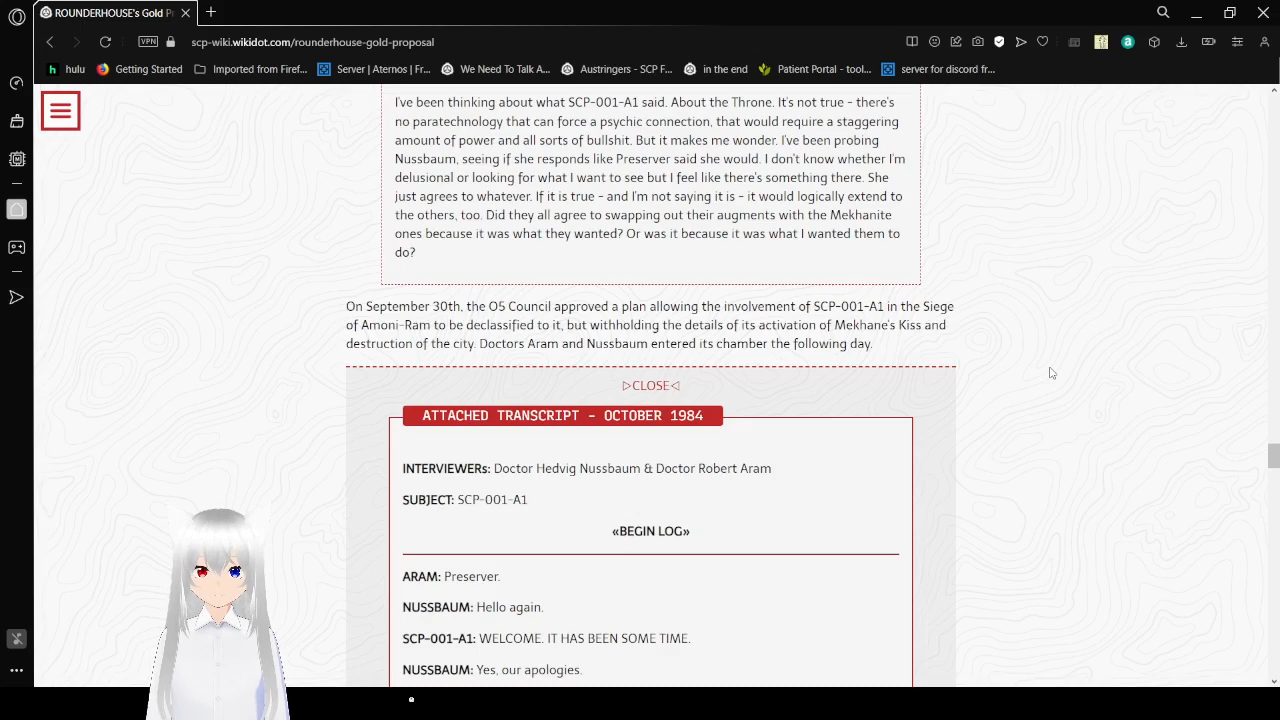 ROUNDERHOUSE's Gold P
VPN
scp-wiki.wikidot.com/rounderhouse-gold-proposal
h
hulu
Getting Started
Imported from Firef...
Server | Aternos | Fr...
We Need To Talk A...
Austringers - SCP F...
in the end
Patient Portal - tool...
server for discord fr...
a
I've been thinking about what SCP-001-A1 said. About the Throne. It's not true - there's
no paratechnology that can force a psychic connection, that would require a staggering
amount of power and all sorts of bullshit. But it makes me wonder. I've been probing
Nussbaum, seeing if she responds like Preserver said she would. I don't know whether I'm
delusional or looking for what I want to see but I feel like there's something there. She
just agrees to whatever. If it is true - and I'm not saying it is - it would logically extend to
the others, too. Did they all agree to swapping out their augments with the Mekhanite
ones because it was what they wanted? Or was it because it was what I wanted them to
do?
On September 30th, the O5 Council approved a plan allowing the involvement of SCP-001-A1 in the Siege
of Amoni-Ram to be declassified to it, but withholding the details of its activation of Mekhane's Kiss and
destruction of the city. Doctors Aram and Nussbaum entered its chamber the following day.
▷CLOSE◁
ATTACHED TRANSCRIPT - OCTOBER 1984
INTERVIEWERs: Doctor Hedvig Nussbaum & Doctor Robert Aram
SUBJECT: SCP-001-A1
«BEGIN LOG»
ARAM: Preserver.
NUSSBAUM: Hello again.
SCP-001-A1: WELCOME. IT HAS BEEN SOME TIME.
NUSSBAUM: Yes, our apologies.